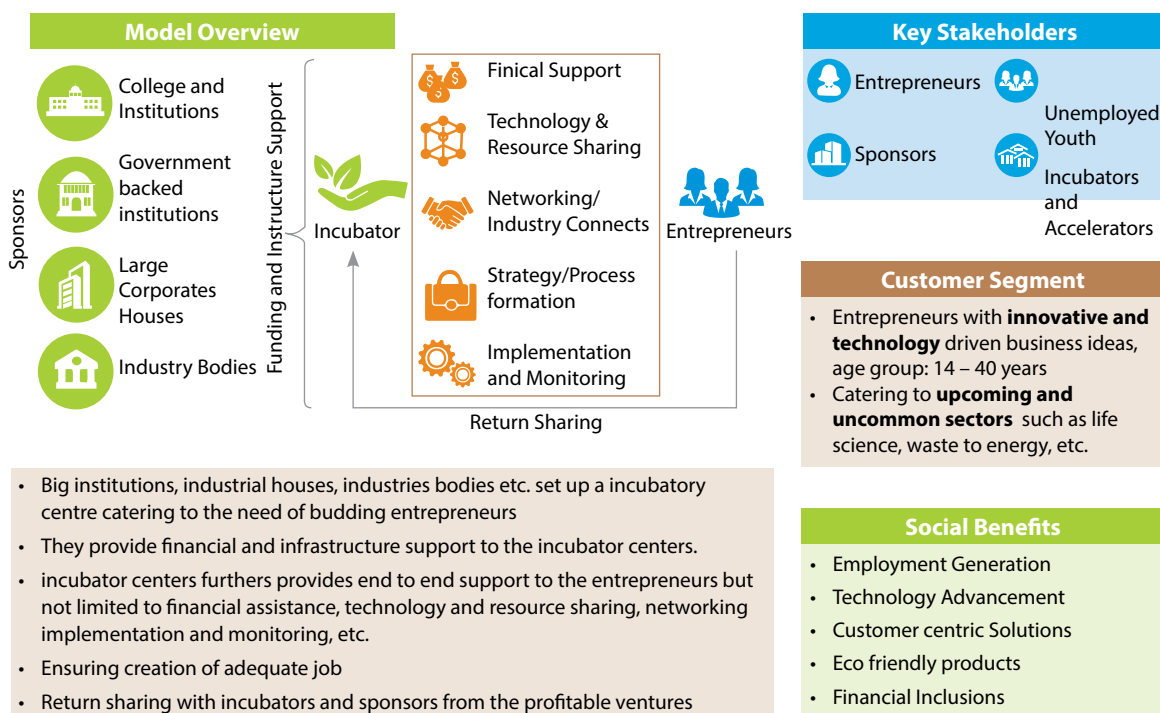 Model Overview
Sponsors
College and
Institutions
Government
backed
institutions
Large
Corporates
Houses
Industry Bodies
Funding and Instructure Support
Incubator
Finical Support
Technology &
Resource Sharing
Networking/
Industry Connects
Strategy/Process
formation
Implementation
and Monitoring
Entrepreneurs
Return Sharing
Key Stakeholders
Entrepreneurs
Sponsors
Unemployed
Youth
Incubators
and
Accelerators
Customer Segment
• Entrepreneurs with innovative and
technology driven business ideas,
age group: 14 – 40 years
• Catering to upcoming and
uncommon sectors such as life
science, waste to energy, etc.
• Big institutions, industrial houses, industries bodies etc. set up a incubatory
centre catering to the need of budding entrepreneurs
• They provide financial and infrastructure support to the incubator centers.
• incubator centers furthers provides end to end support to the entrepreneurs but
not limited to financial assistance, technology and resource sharing, networking
implementation and monitoring, etc.
• Ensuring creation of adequate job
• Return sharing with incubators and sponsors from the profitable ventures
Social Benefits
• Employment Generation
• Technology Advancement
• Customer centric Solutions
• Eco friendly products
• Financial Inclusions